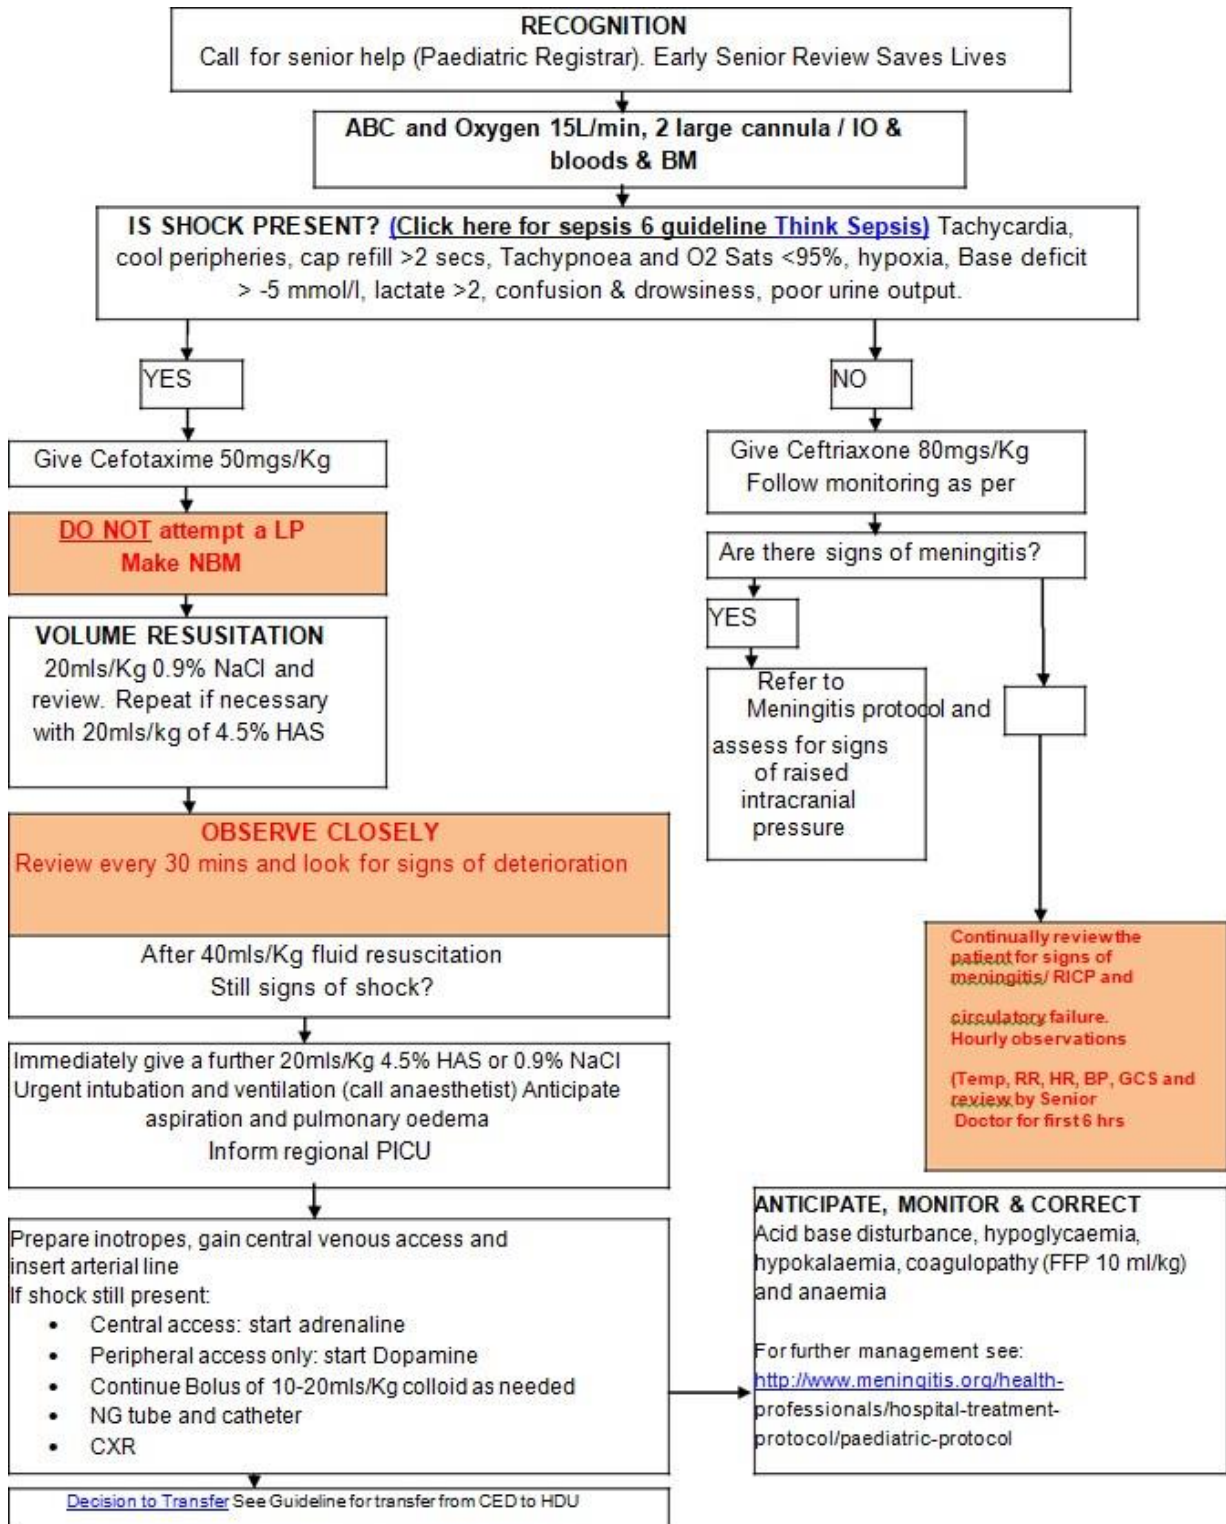 RECOGNITION
Call for senior help (Paediatric Registrar). Early Senior Review Saves Lives
ABC and Oxygen 15L/min, 2 large cannula / IO &
bloods & BM
IS SHOCK PRESENT? (Click here for sepsis 6 guideline Think Sepsis) Tachycardia,
cool peripheries, cap refill >2 secs, Tachypnoea and O2 Sats <95%, hypoxia, Base deficit
> -5 mmol/l, lactate >2, confusion & drowsiness, poor urine output.
YES
Give Cefotaxime 50mgs/Kg
DO NOT attempt a LP
Make NBM
VOLUME RESUSITATION
20mls/Kg 0.9% NaCl and
review. Repeat if necessary
with 20mls/kg of 4.5% HAS
OBSERVE CLOSELY
Review every 30 mins and look for signs of deterioration
After 40mls/Kg fluid resuscitation
Still signs of shock?
Immediately give a further 20mls/Kg 4.5% HAS or 0.9% NaCl
Urgent intubation and ventilation (call anaesthetist) Anticipate
aspiration and pulmonary oedema
Inform regional PICU
Prepare inotropes, gain central venous access and
insert arterial line
If shock still present:
• Central access: start adrenaline
• Peripheral access only: start Dopamine
• Continue Bolus of 10-20mls/Kg colloid as needed
• NG tube and catheter
• CXR
Decision to Transfer See Guideline for transfer from CED to HDU
NO
Give Ceftriaxone 80mgs/Kg
Follow monitoring as per
Are there signs of meningitis?
YES
Refer to
Meningitis protocol and
assess for signs
of raised
intracranial
pressure
Continually review the
patient for signs of
meningitis/ RICP and
circulatory failure.
Hourly observations
(Temp, RR, HR, BP, GCS and
review by Senior
Doctor for first 6 hrs
ANTICIPATE, MONITOR & CORRECT
Acid base disturbance, hypoglycaemia,
hypokalaemia, coagulopathy (FFP 10 ml/kg)
and anaemia
For further management see:
http://www.meningitis.org/health-
professionals/hospital-treatment-
protocol/paediatric-protocol